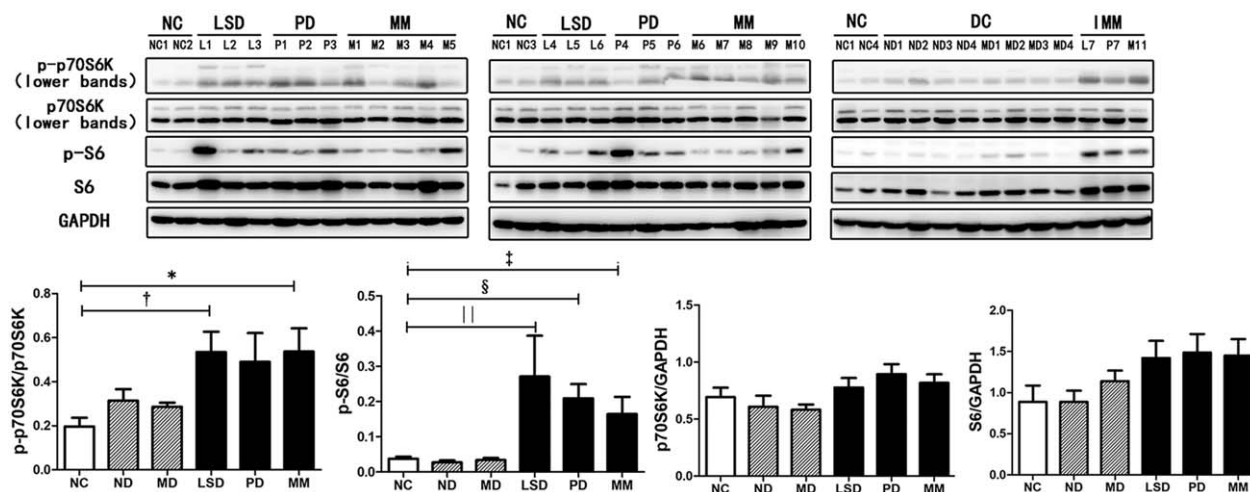 NC LSD PD MM
NC1 NC2 L1 L2 L3 P1 P2 P3 M1 M2 M3 M4 M5
NC LSD PD MM
NC1 NC3 L4 L5 L6 P4 P5 P6 M6 M7 M8 M9 M10
NC DC IMM
NC1 NC4 ND1 ND2 ND3 ND4 MD1 MD2 MD3 MD4 L7 P7 M11
p-p70S6K
(lower bands)
p70S6K
(lower bands)
p-S6
S6
GAPDH
p-p70S6K/p70S6K
0.8
0.6
0.4
0.2
0.0
*
†
NC ND MD LSD PD MM
p-S6/S6
0.5
0.4
0.3
0.2
0.1
0.0
‡
§
||
NC ND MD LSD PD MM
p70S6K/GAPDH
1.5
1.0
0.5
0.0
NC ND MD LSD PD MM
S6/GAPDH
2.0
1.5
1.0
0.5
0.0
NC ND MD LSD PD MM